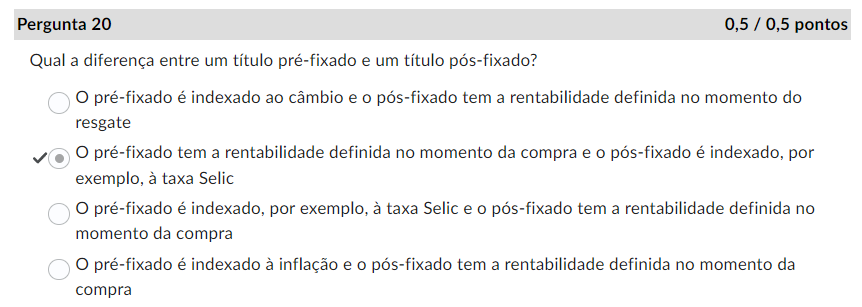 Pergunta 20 0,5 / 0,5 pontos
Qual a diferença entre um título pré-fixado e um título pós-fixado?
O pré-fixado é indexado ao câmbio e o pós-fixado tem a rentabilidade definida no momento do
resgate
O pré-fixado tem a rentabilidade definida no momento da compra e o pós-fixado é indexado, por
exemplo, à taxa Selic
O pré-fixado é indexado, por exemplo, à taxa Selic e o pós-fixado tem a rentabilidade definida no
momento da compra
O pré-fixado é indexado à inflação e o pós-fixado tem a rentabilidade definida no momento da
compra